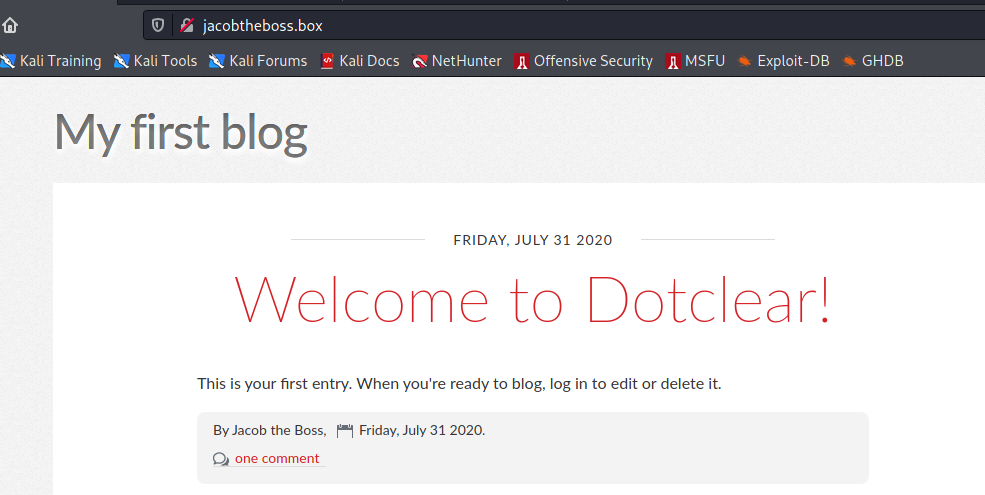 jacobtheboss.box
Kali Training Kali Tools Kali Forums Kali Docs NetHunter Offensive Security MSFU Exploit-DB GHDB
My first blog
FRIDAY, JULY 31 2020
Welcome to Dotclear!
This is your first entry. When you're ready to blog, log in to edit or delete it.
By Jacob the Boss, Friday, July 31 2020.
one comment